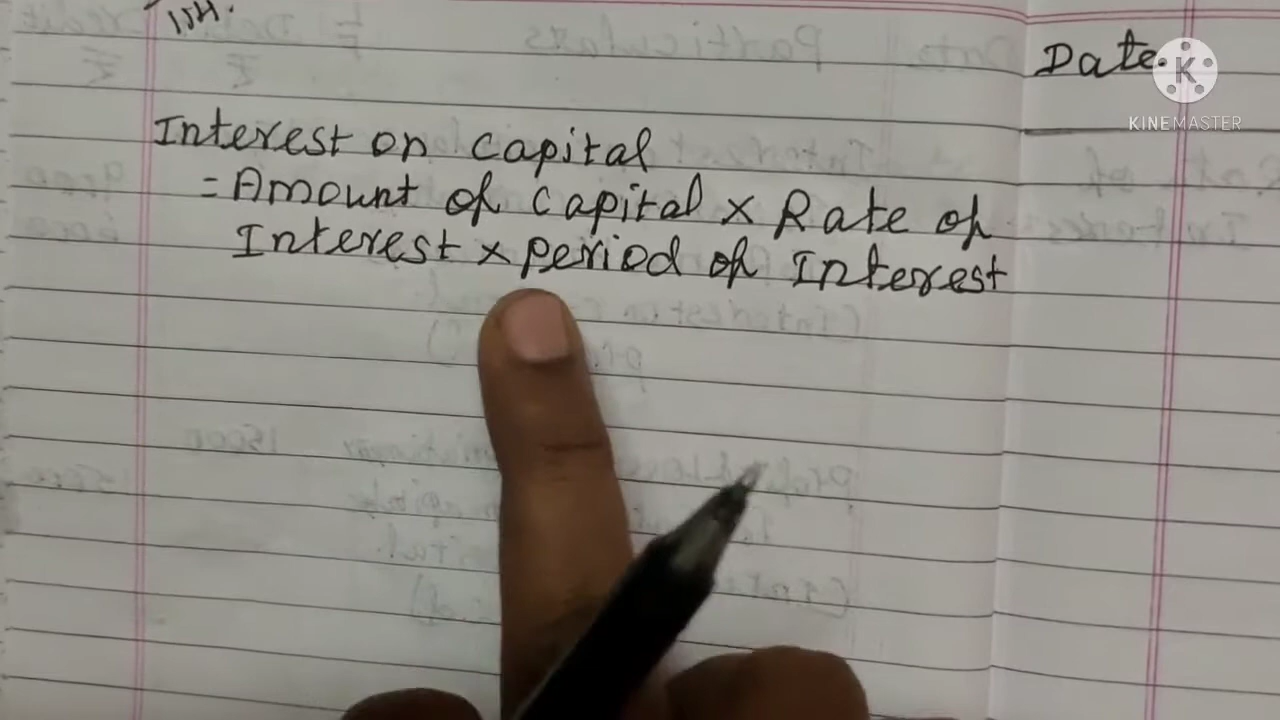 Date.
KINEMASTER
Interest on capital
= Amount of capital × Rate of
Interest × period of Interest